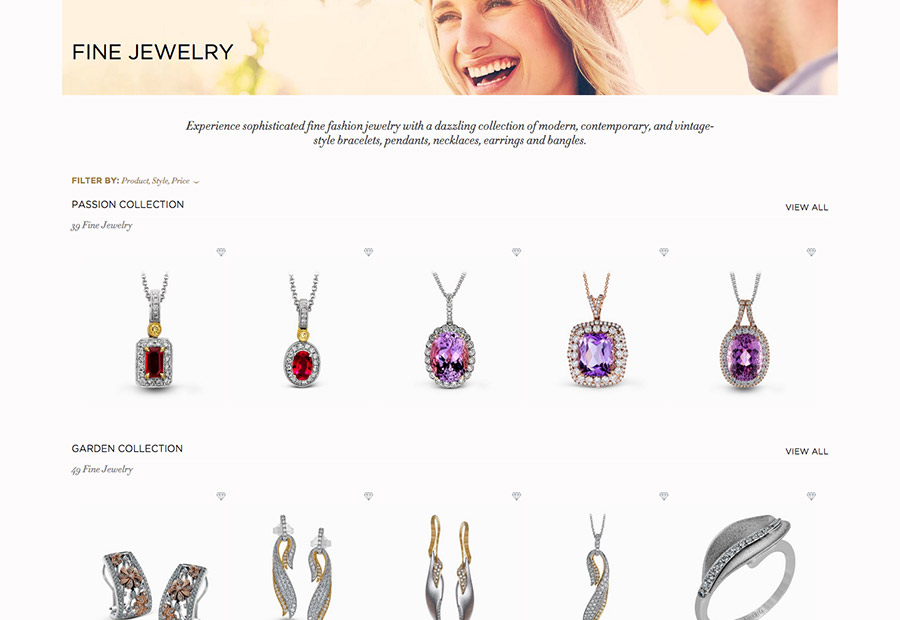 FINE JEWELRY
Experience sophisticated fine fashion jewelry with a dazzling collection of modern, contemporary, and vintage-
style bracelets, pendants, necklaces, earrings and bangles.
FILTER BY: Product, Style, Price
PASSION COLLECTION
VIEW ALL
39 Fine Jewelry
GARDEN COLLECTION
VIEW ALL
49 Fine Jewelry